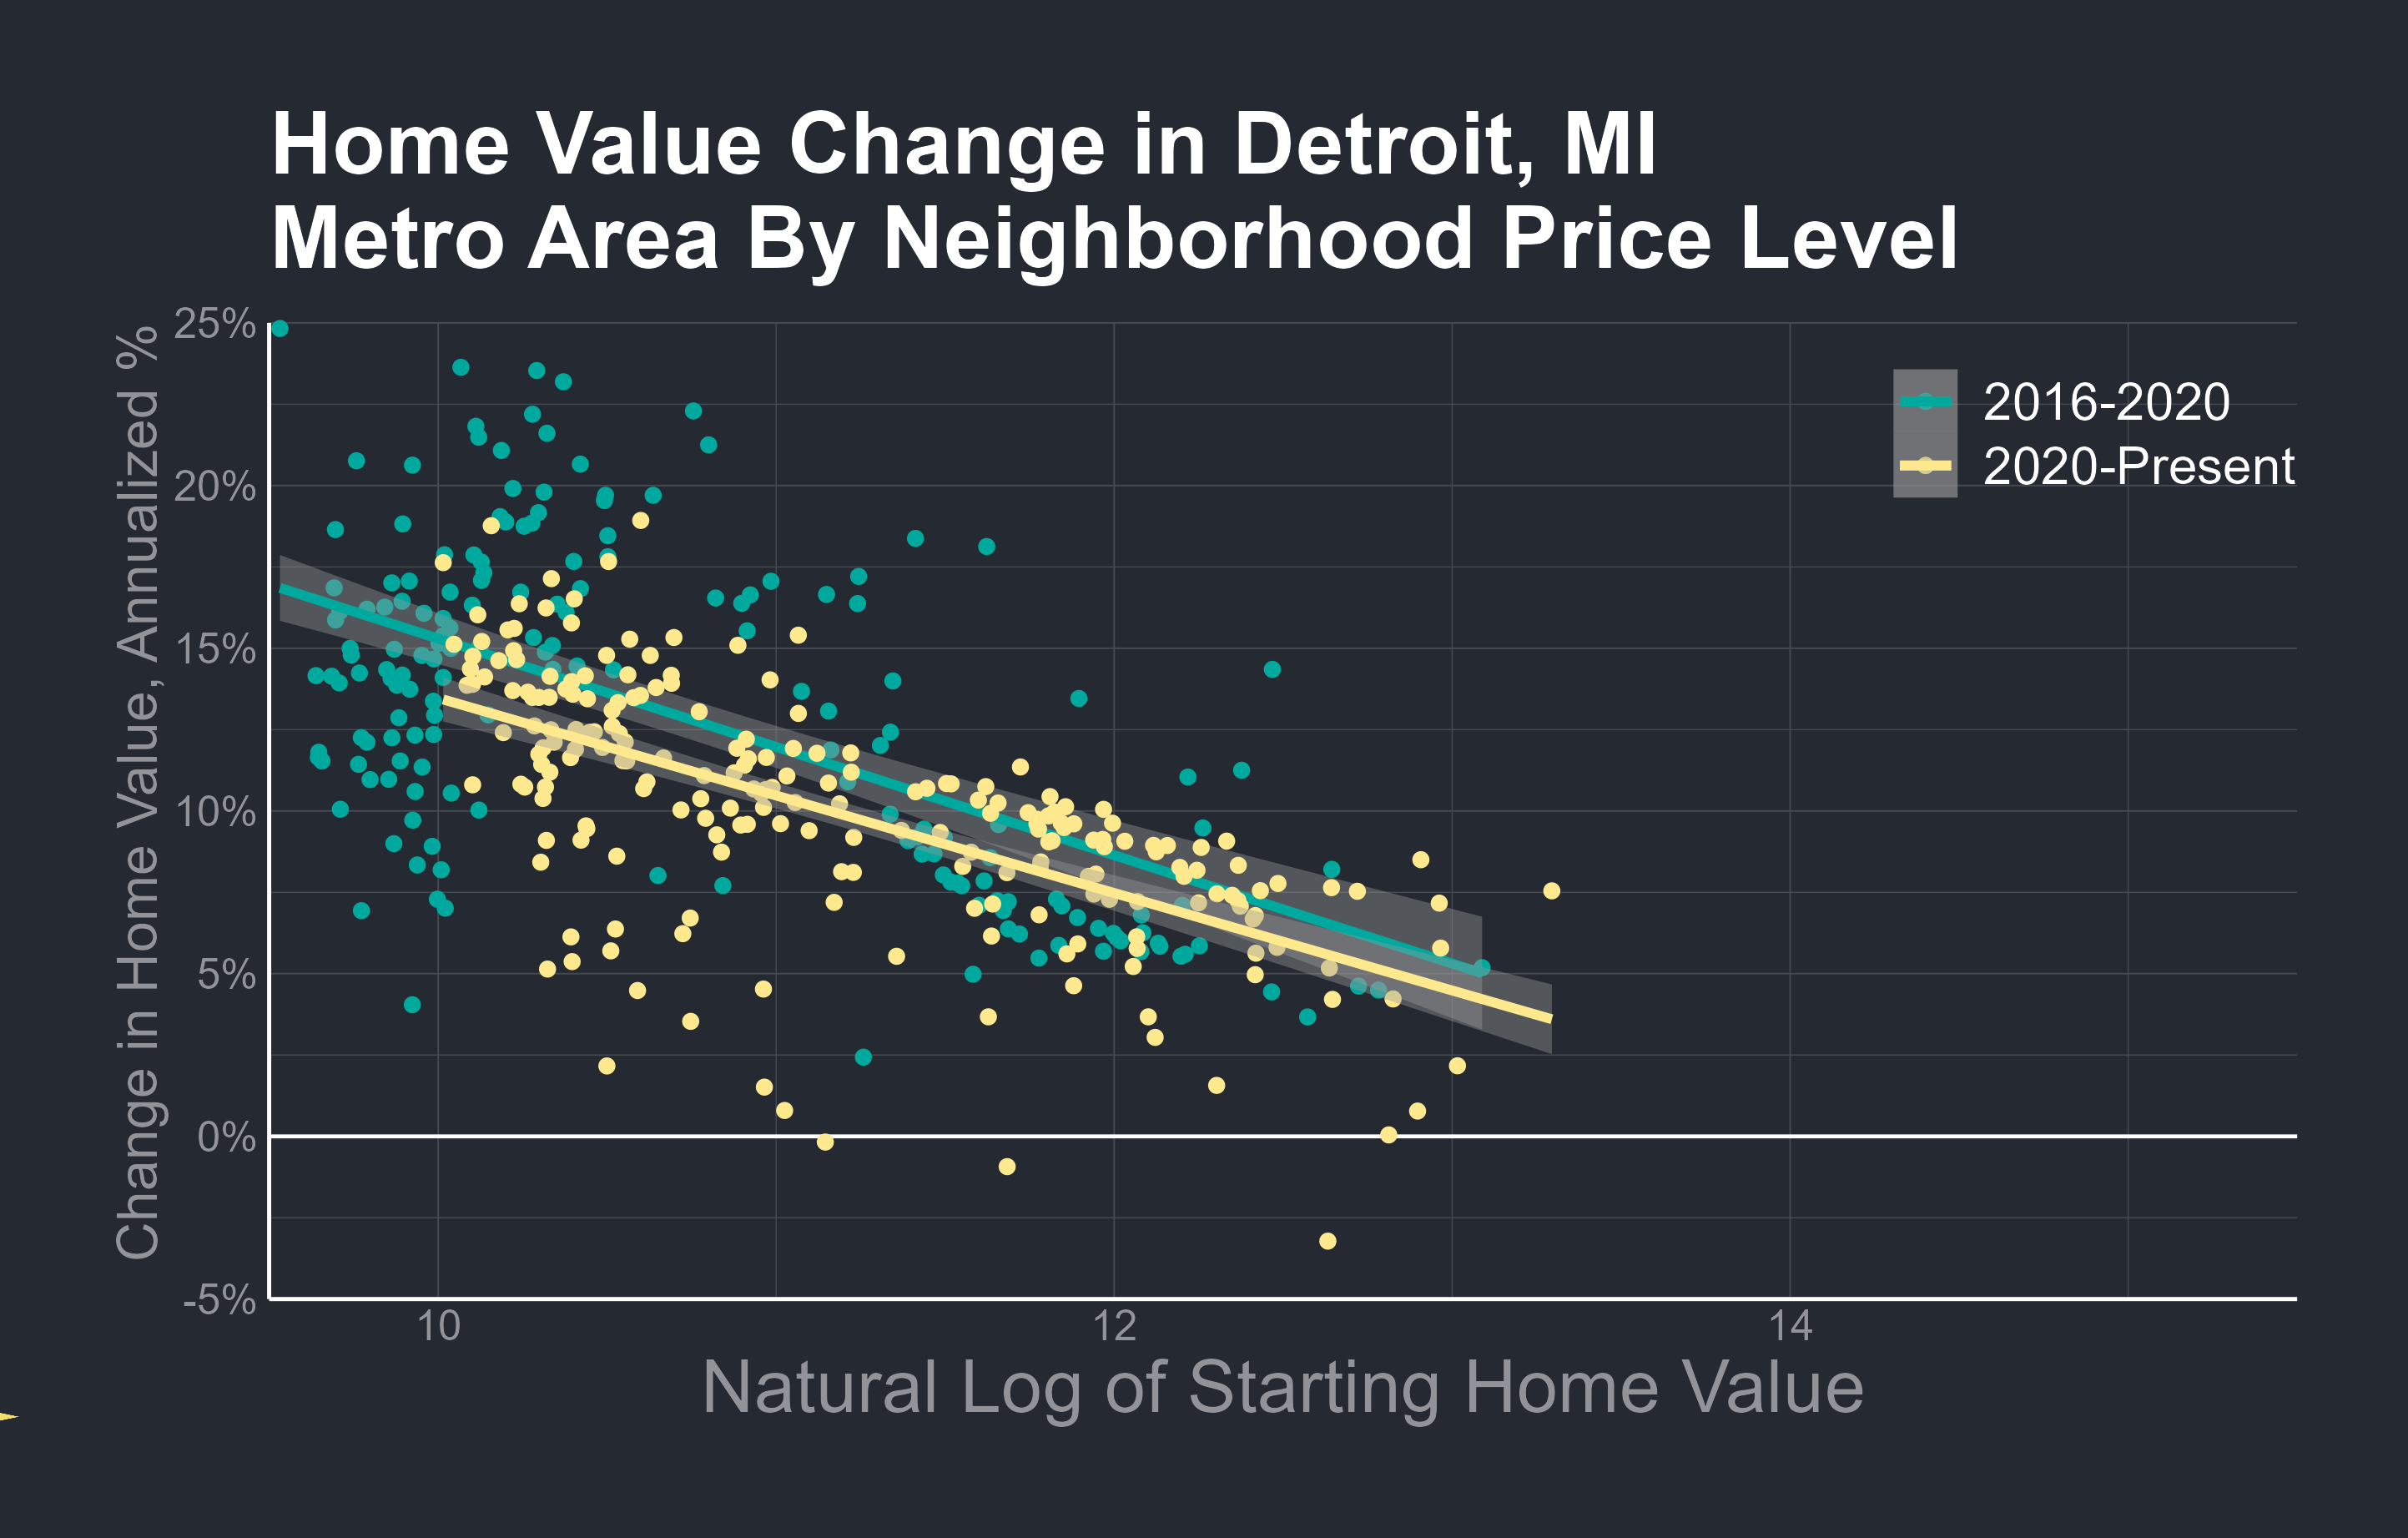 Home Value Change in Detroit, MI
Metro Area By Neighborhood Price Level
Change in Home Value, Annualized %
25%
20%
15%
10%
5%
0%
-5%
2016-2020
2020-Present
10
12
14
Natural Log of Starting Home Value